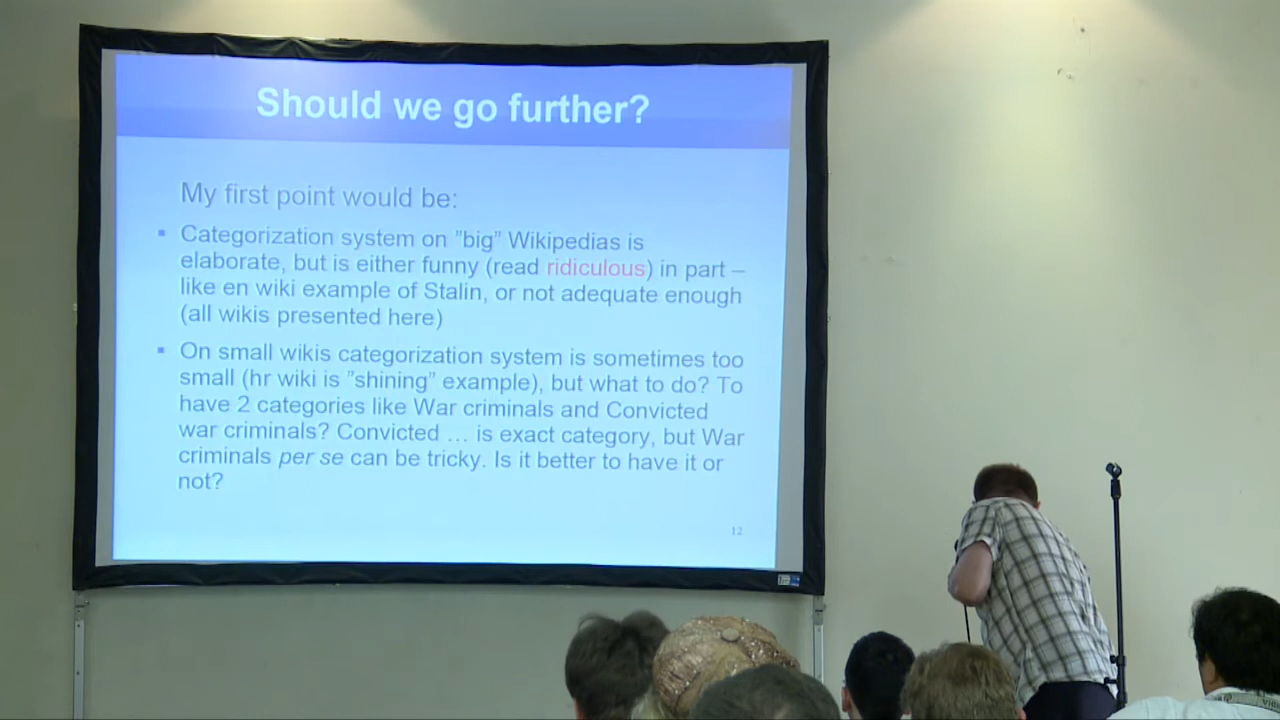 Should we go further?
My first point would be:
▪ Categorization system on ”big” Wikipedias is
elaborate, but is either funny (read ridiculous) in part –
like en wiki example of Stalin, or not adequate enough
(all wikis presented here)
▪ On small wikis categorization system is sometimes too
small (hr wiki is ”shining” example), but what to do? To
have 2 categories like War criminals and Convicted
war criminals? Convicted … is exact category, but War
criminals per se can be tricky. Is it better to have it or
not?
12